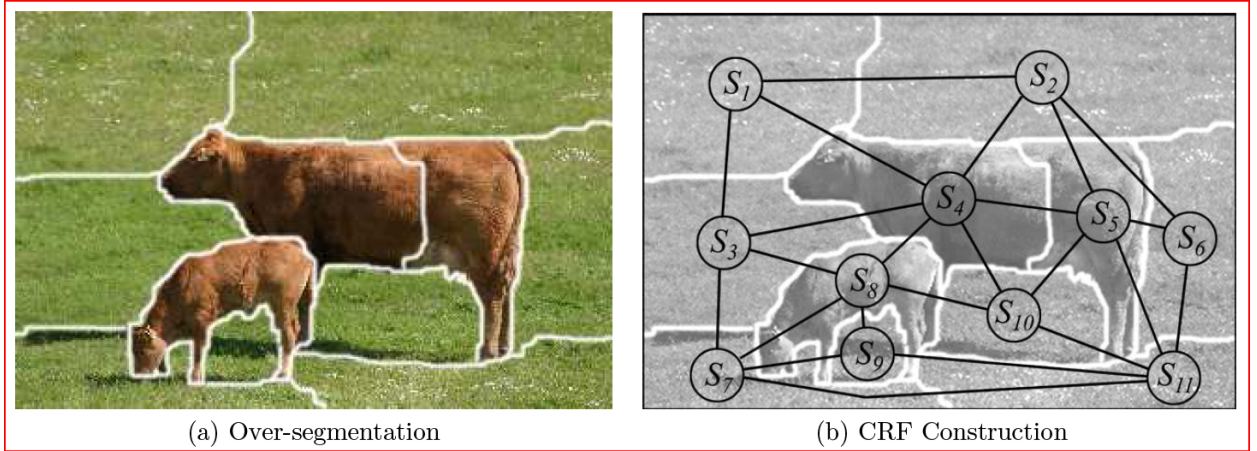 S1
S2
S3
S4
S5
S6
S7
S8
S9
S10
S11
(a) Over-segmentation
(b) CRF Construction